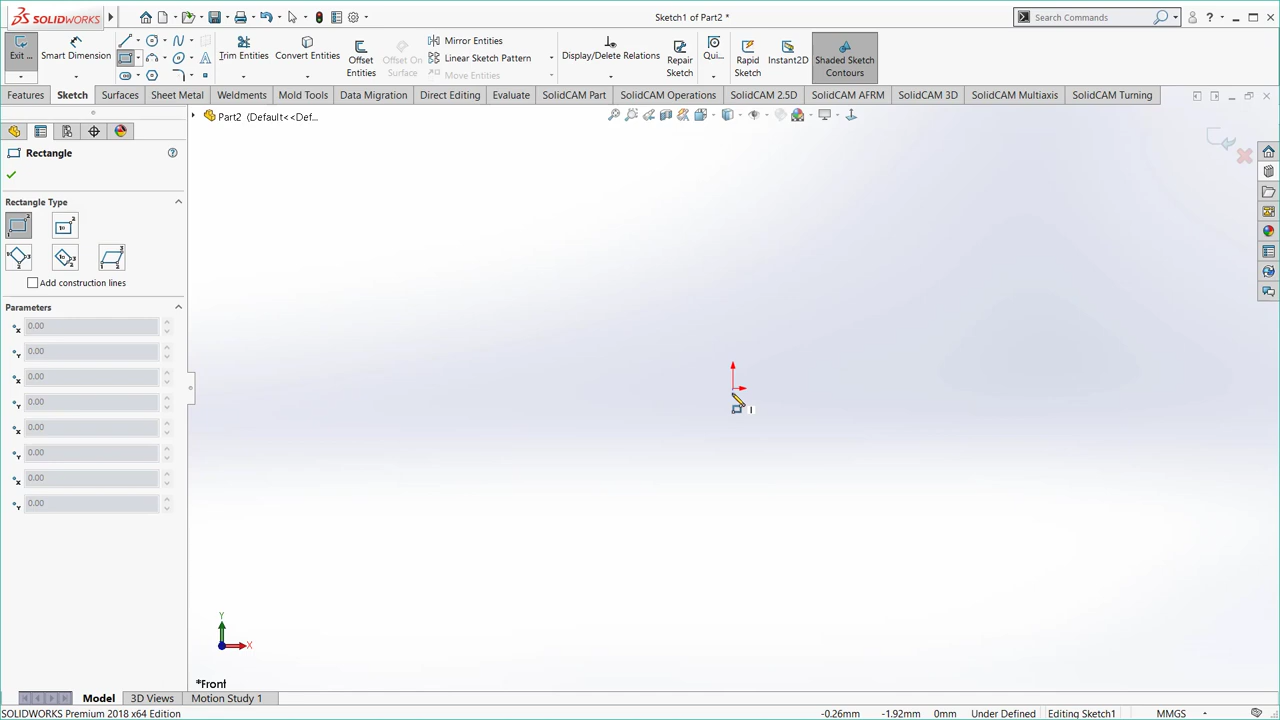 SOLIDWORKS
Sketch1 of Part2 *
Search Commands
?
Exit ...
Smart Dimension
Trim Entities
Convert Entities
Offset Entities
Offset On Surface
Mirror Entities
Linear Sketch Pattern
Move Entities
Display/Delete Relations
Repair Sketch
Qui...
Rapid Sketch
Instant2D
Shaded Sketch Contours
Features
Sketch
Surfaces
Sheet Metal
Weldments
Mold Tools
Data Migration
Direct Editing
Evaluate
SolidCAM Part
SolidCAM Operations
SolidCAM 2.5D
SolidCAM AFRM
SolidCAM 3D
SolidCAM Multiaxis
SolidCAM Turning
Part2 (Default<<Def...
Rectangle
Rectangle Type
Add construction lines
Parameters
X 0.00
Y 0.00
X 0.00
Y 0.00
X 0.00
Y 0.00
X 0.00
Y 0.00
Y
X
*Front
Model
3D Views
Motion Study 1
SOLIDWORKS Premium 2018 x64 Edition
-0.26mm
-1.92mm
0mm
Under Defined
Editing Sketch1
MMGS